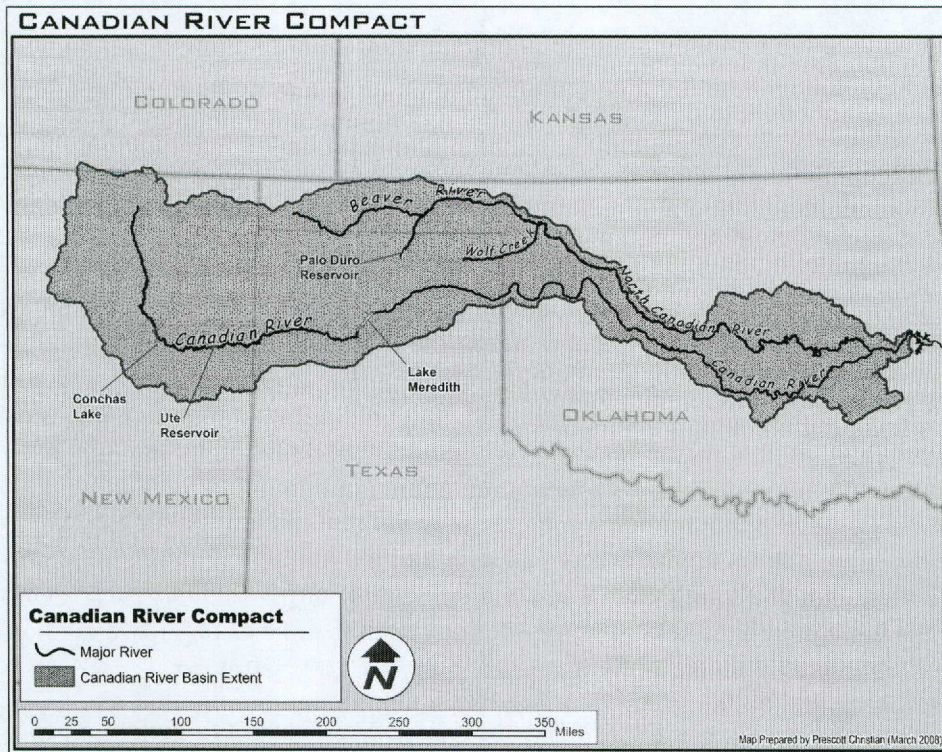 Canadian River Compact
Colorado
Kansas
Beaver River
Wolf Creek
Palo Duro
Reservoir
North Canadian River
Canadian River
Lake
Meredith
Canadian River
Conchas
Lake
Ute
Reservoir
Oklahoma
Texas
New Mexico
Canadian River Compact
Major River
Canadian River Basin Extent
N
0 25 50 100 150 200 250 300 350
Miles
Map Prepared by Prescott Christian (March 2008)